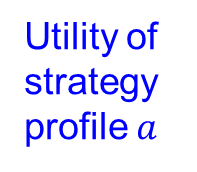 Utility of
strategy
profile 𝑎